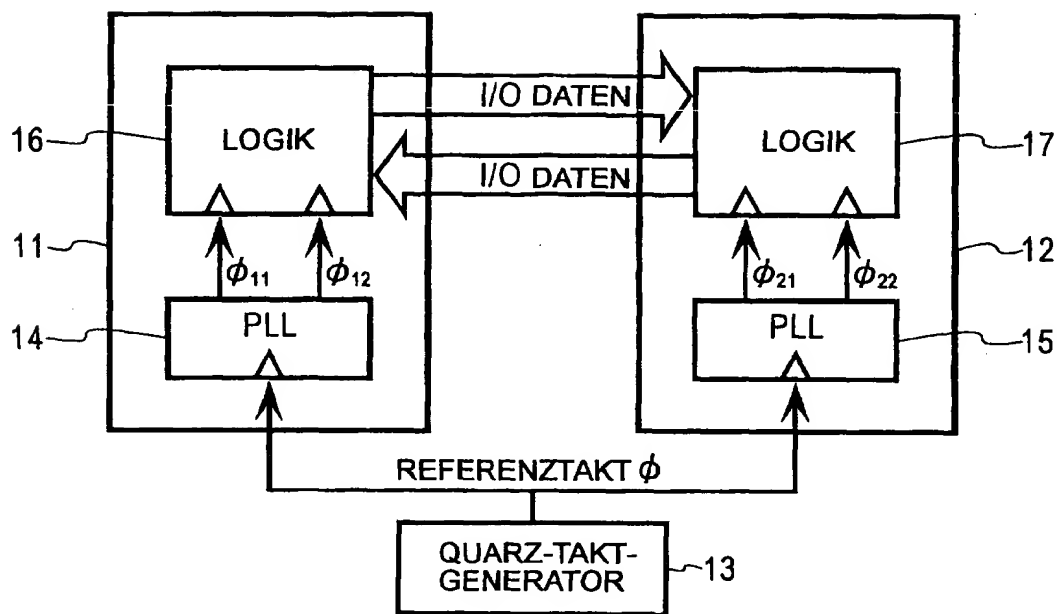 I/O DATEN
16
LOGIK
LOGIK
17
I/O DATEN
11
12
ϕ11
ϕ12
ϕ21
ϕ22
14
PLL
PLL
15
REFERENZTAKT ϕ
QUARZ-TAKT-
GENERATOR
13